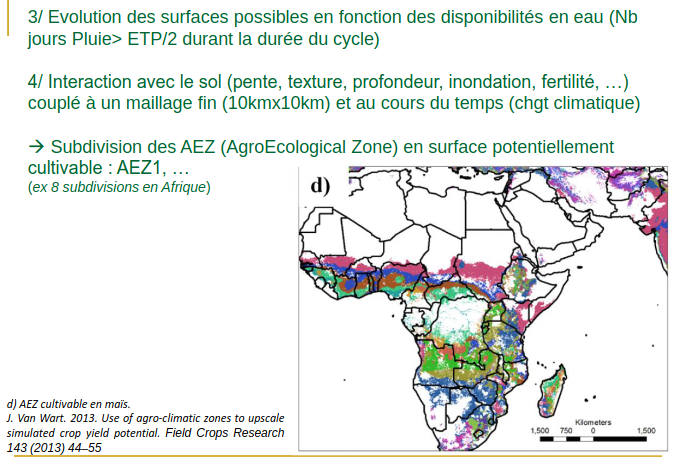 3/ Evolution des surfaces possibles en fonction des disponibilités en eau (Nb
jours Pluie> ETP/2 durant la durée du cycle)
4/ Interaction avec le sol (pente, texture, profondeur, inondation, fertilité, …)
couplé à un maillage fin (10kmx10km) et au cours du temps (chgt climatique)
→ Subdivision des AEZ (AgroEcological Zone) en surface potentiellement
cultivable : AEZ1, …
(ex 8 subdivisions en Afrique)
d)
Kilometers
1,500 750 0 1,500
d) AEZ cultivable en maïs.
J. Van Wart. 2013. Use of agro-climatic zones to upscale
simulated crop yield potential. Field Crops Research
143 (2013) 44–55